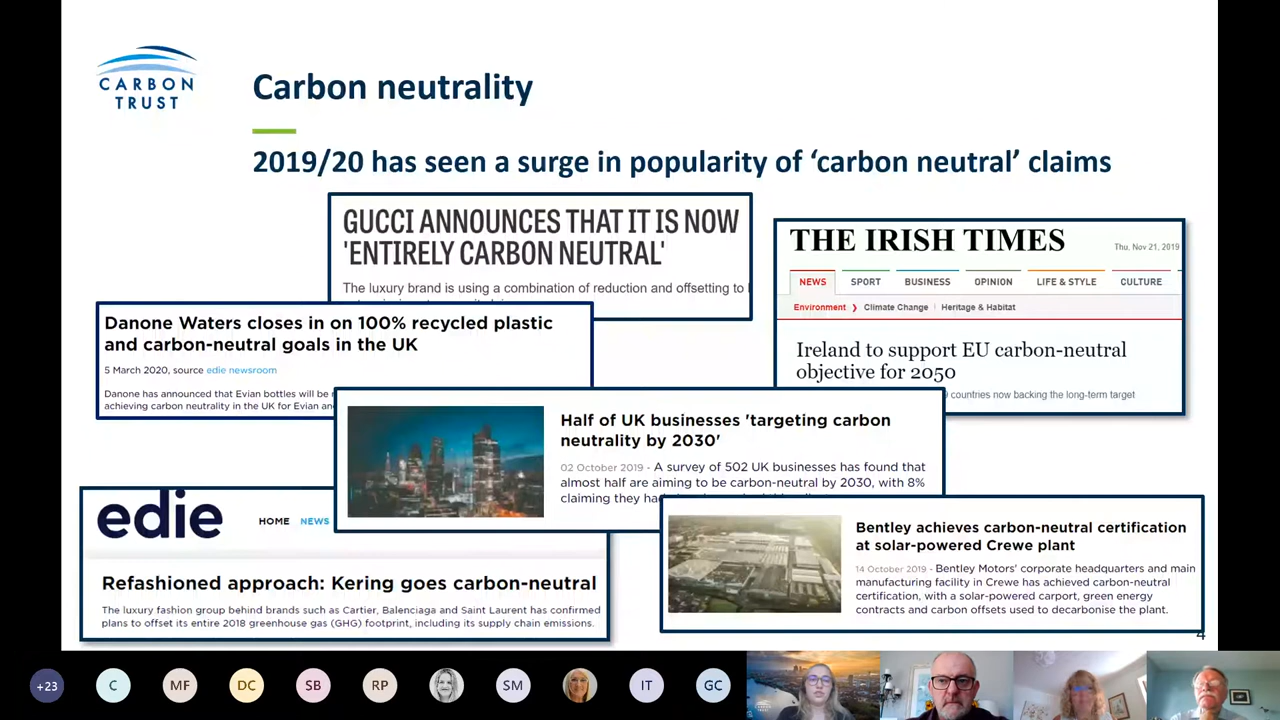 CARBON
TRUST
Carbon neutrality
2019/20 has seen a surge in popularity of ‘carbon neutral’ claims
GUCCI ANNOUNCES THAT IT IS NOW
'ENTIRELY CARBON NEUTRAL'
The luxury brand is using a combination of reduction and offsetting to
THE IRISH TIMES
Thu, Nov 21, 2019
NEWS SPORT BUSINESS OPINION LIFE & STYLE CULTURE
Environment Climate Change Heritage & Habitat
Ireland to support EU carbon-neutral
objective for 2050
countries now backing the long-term target
Danone Waters closes in on 100% recycled plastic
and carbon-neutral goals in the UK
5 March 2020, source edie newsroom
Danone has announced that Evian bottles will be
achieving carbon neutrality in the UK for Evian
Half of UK businesses 'targeting carbon
neutrality by 2030'
02 October 2019 - A survey of 502 UK businesses has found that
almost half are aiming to be carbon-neutral by 2030, with 8%
claiming they
edie
HOME NEWS
Refashioned approach: Kering goes carbon-neutral
The luxury fashion group behind brands such as Cartier, Balenciaga and Saint Laurent has confirmed
plans to offset its entire 2018 greenhouse gas (GHG) footprint, including its supply chain emissions.
Bentley achieves carbon-neutral certification
at solar-powered Crewe plant
14 October 2019 - Bentley Motors' corporate headquarters and main
manufacturing facility in Crewe has achieved carbon-neutral
certification, with a solar-powered carport, green energy
contracts and carbon offsets used to decarbonise the plant.
4
+23 C MF DC SB RP SM IT GC